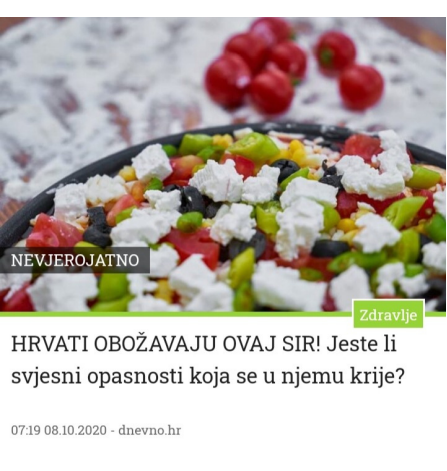 NEVJEROJATNO
Zdravlje
HRVATI OBOŽAVAJU OVAJ SIR! Jeste li
svjesni opasnosti koja se u njemu krije?
07:19 08.10.2020 - dnevno.hr